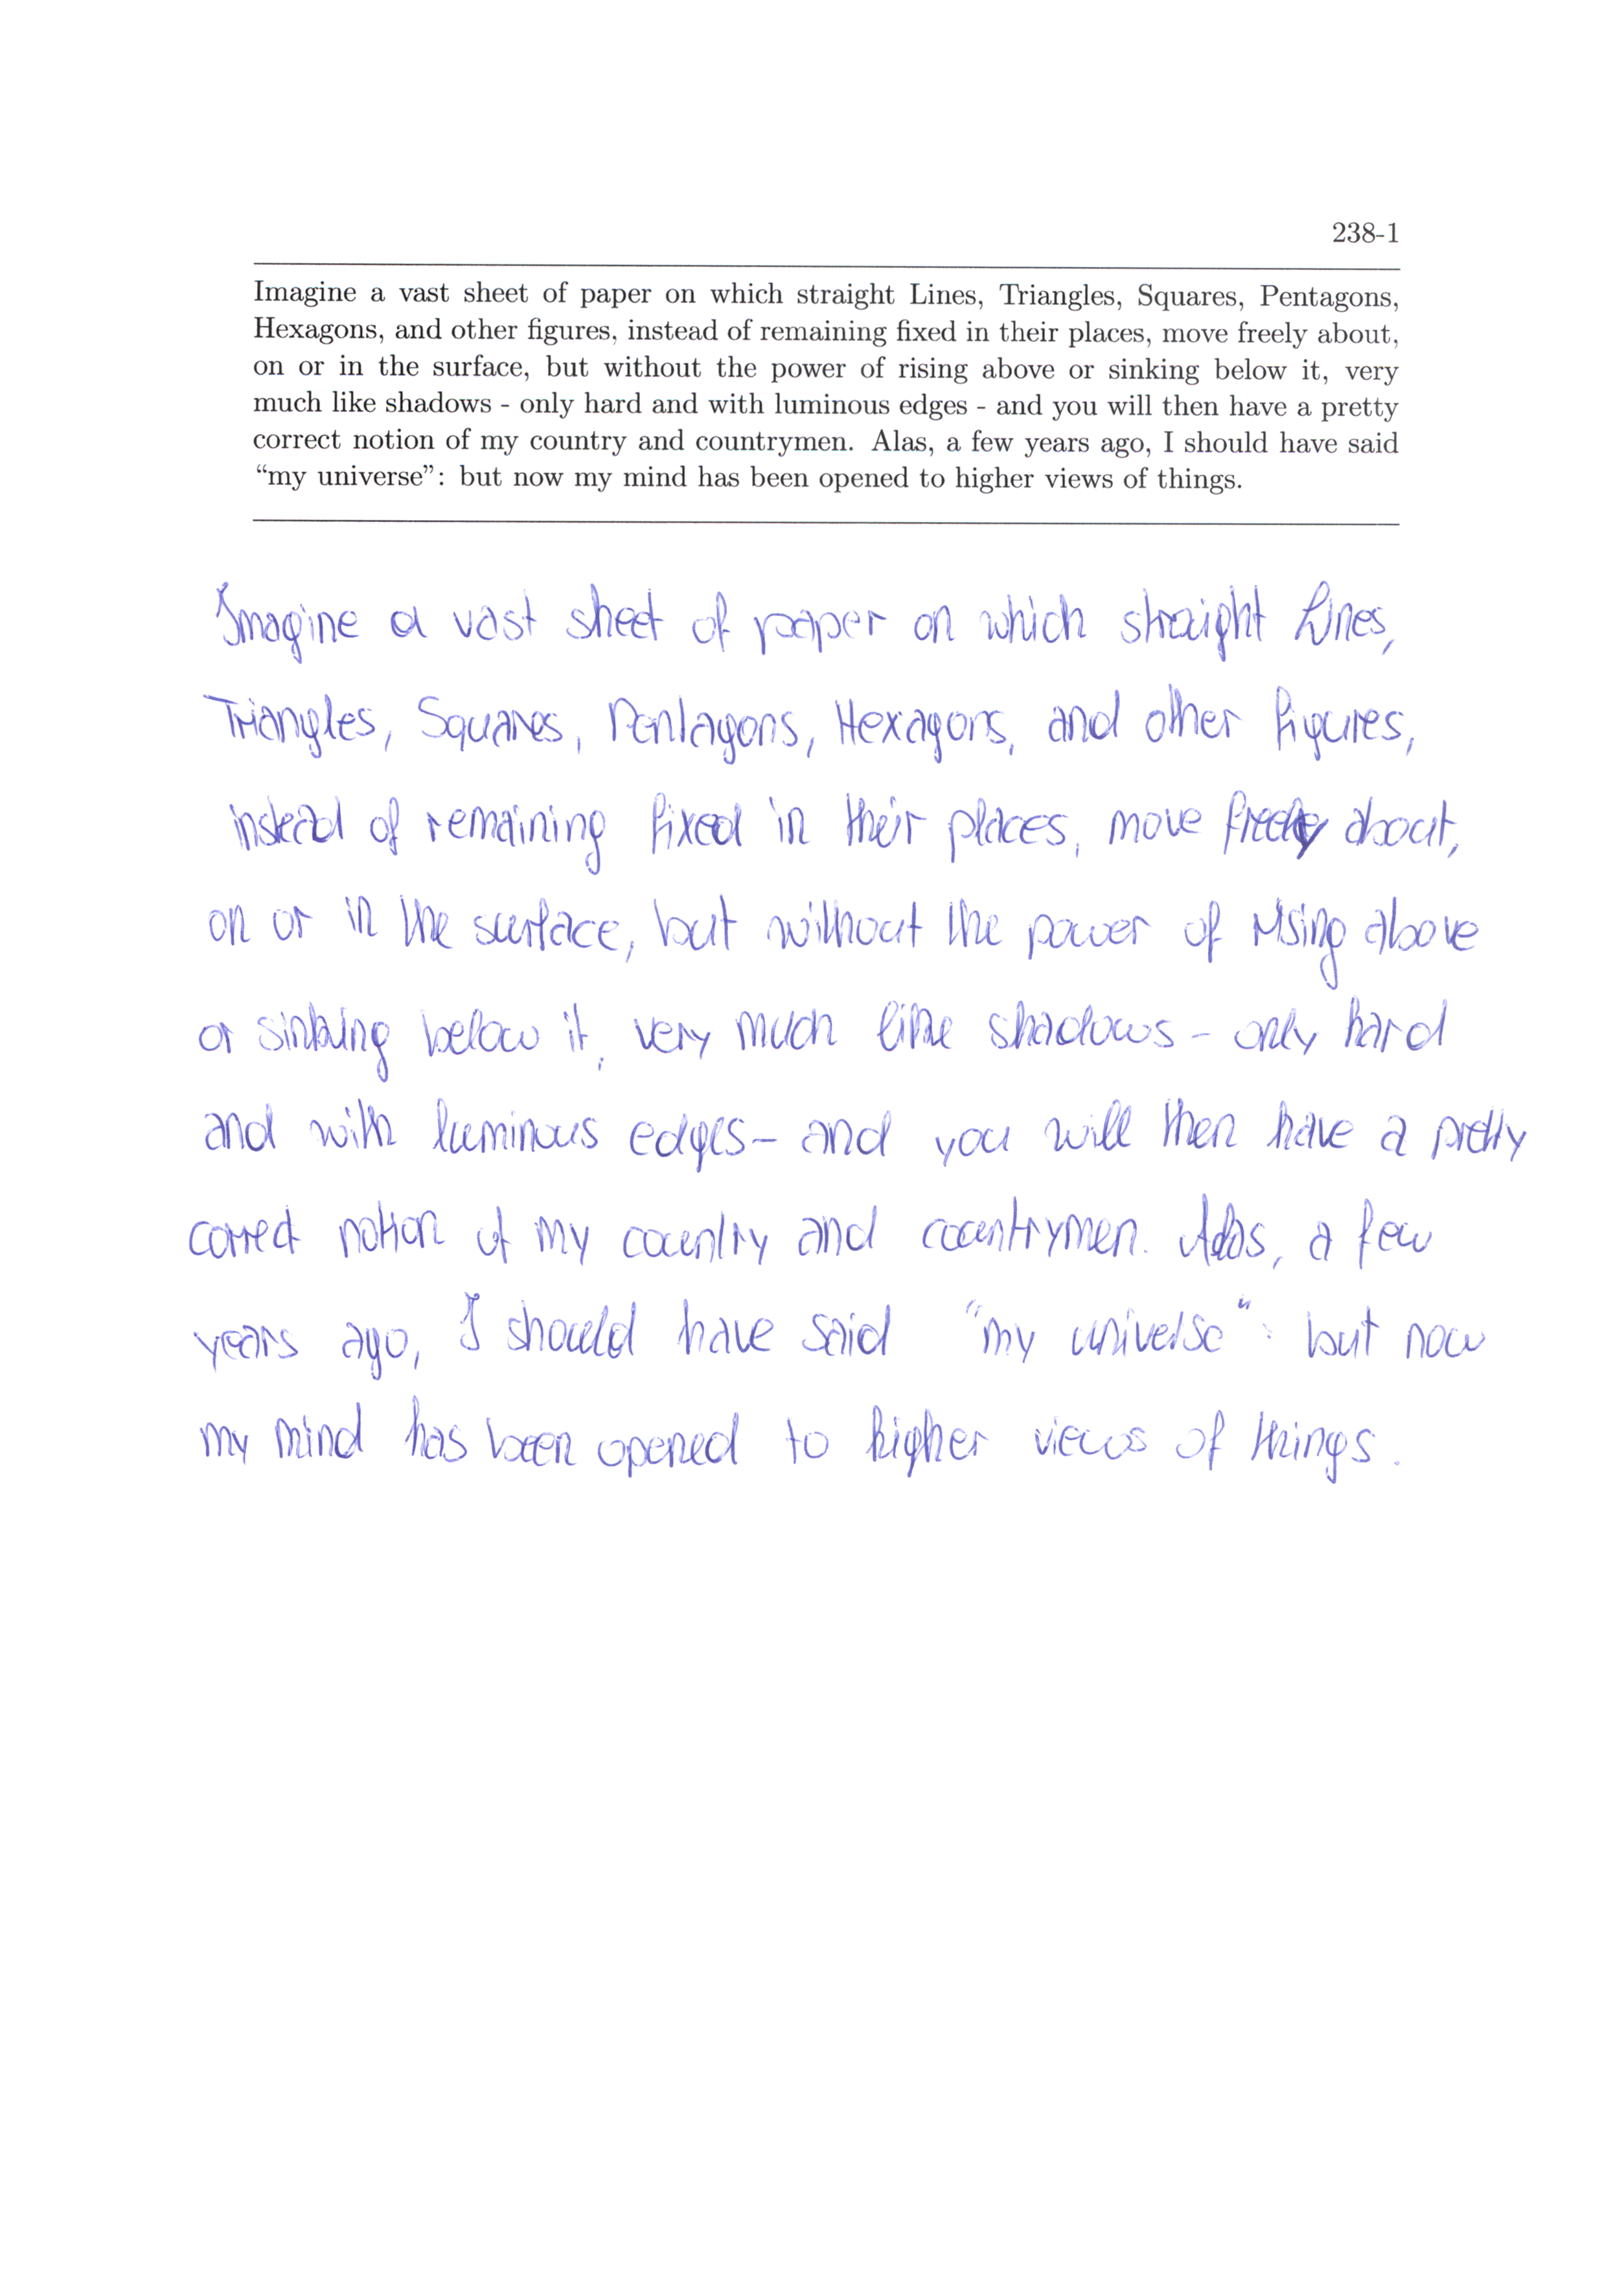 238-1
Imagine a vast sheet of paper on which straight Lines, Triangles, Squares, Pentagons,
Hexagons, and other figures, instead of remaining fixed in their places, move freely about,
on or in the surface, but without the power of rising above or sinking below it, very
much like shadows - only hard and with luminous edges - and you will then have a pretty
correct notion of my country and countrymen. Alas, a few years ago, I should have said
“my universe”: but now my mind has been opened to higher views of things.
Imagine a vast sheet of paper on which straight Lines,
Triangles, Squares, Pentagons, Hexagons, and other figures,
instead of remaining fixed in their places, move freely about,
on or in the surface, but without the power of rising above
or sinking below it, very much like shadows - only hard
and with luminous edges - and you will then have a pretty
correct notion of my country and countrymen. Alas, a few
years ago, I should have said "my universe": but now
my mind has been opened to higher views of things.